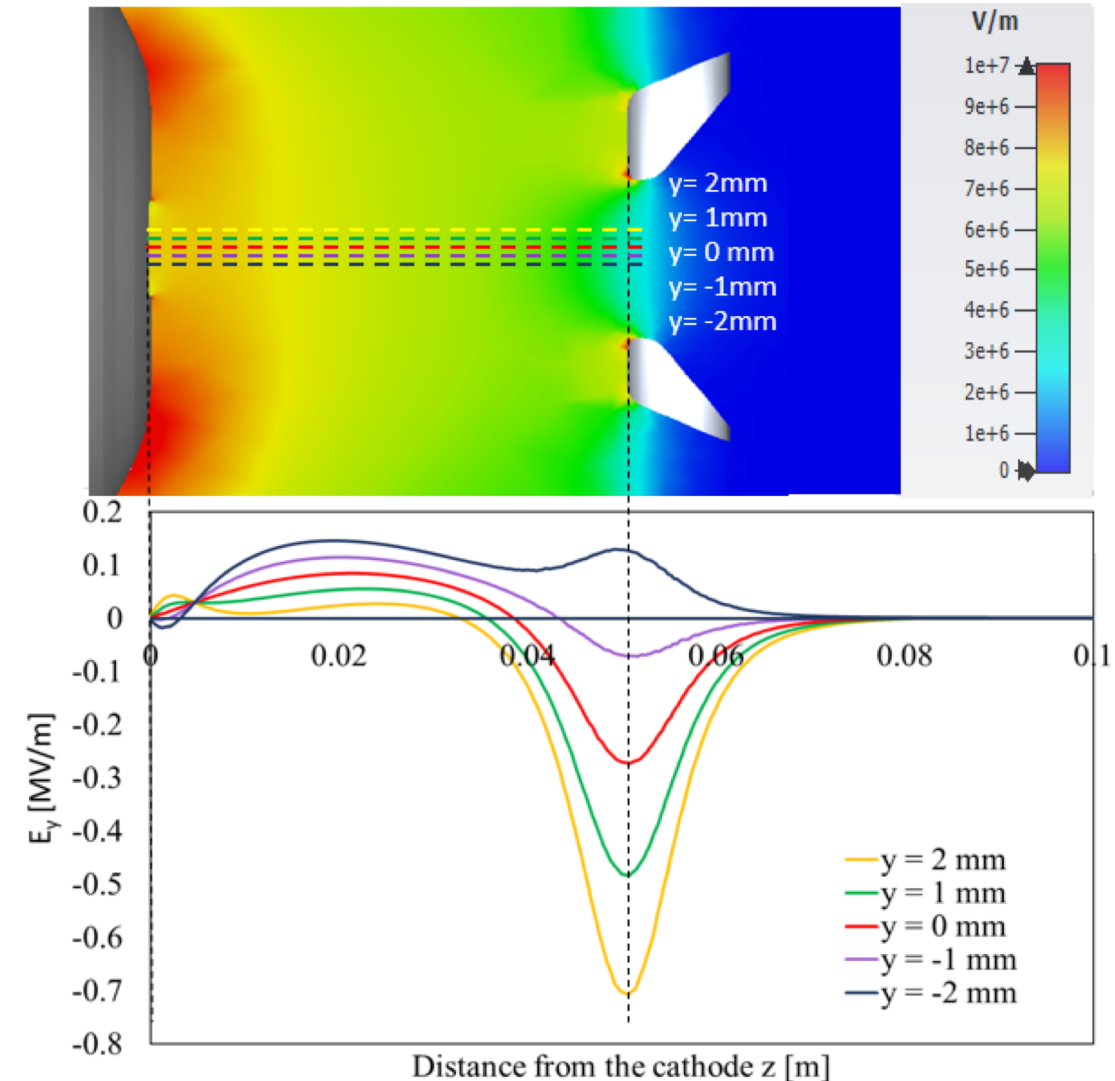 V/m
1e+7
9e+6
8e+6
7e+6
6e+6
5e+6
4e+6
3e+6
2e+6
1e+6
0
y= 2mm
y= 1mm
y= 0 mm
y= -1mm
y= -2mm
0.2
0.1
0
-0.1
-0.2
-0.3
-0.4
-0.5
-0.6
-0.7
-0.8
Ey [MV/m]
0 0.02 0.04 0.06 0.08 0.1
y = 2 mm
y = 1 mm
y = 0 mm
y = -1 mm
y = -2 mm
Distance from the cathode z [m]